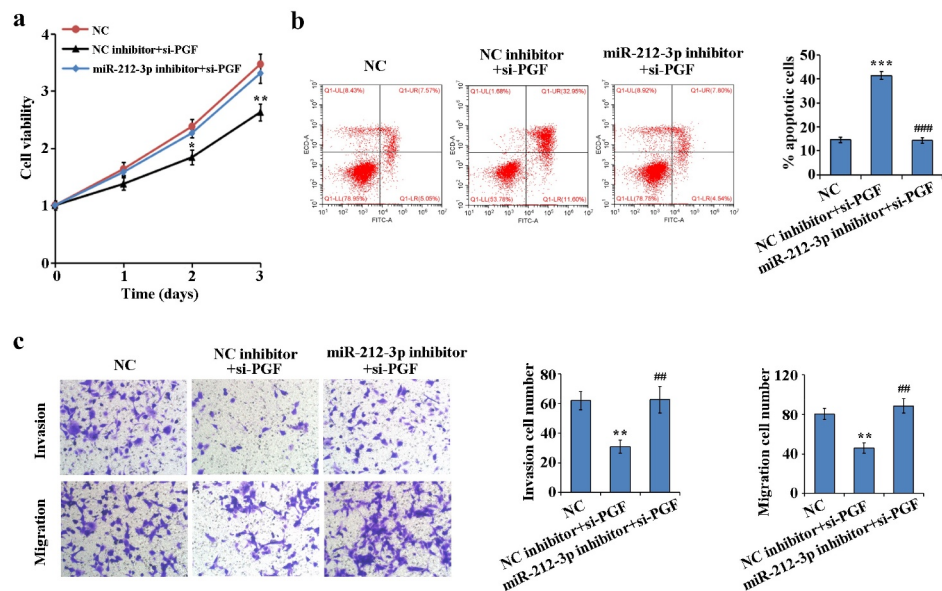 a
NC
NC inhibitor+si-PGF
miR-212-3p inhibitor+si-PGF
Cell viability
4
3
2
1
0
**
*
0 1 2 3
Time (days)
b
NC
NC inhibitor
+si-PGF
miR-212-3p inhibitor
+si-PGF
Q1-UL(8.43%) Q1-UR(7.57%)
Q1-LL(78.95%) Q1-LR(5.05%)
ECD-A
FITC-A
Q1-UL(1.68%) Q1-UR(32.95%)
Q1-LL(53.78%) Q1-LR(11.60%)
ECD-A
FITC-A
Q1-UL(8.92%) Q1-UR(7.80%)
Q1-LL(78.75%) Q1-LR(4.54%)
ECD-A
FITC-A
% apoptotic cells
50
40
30
20
10
0
***
###
NC
NC inhibitor+si-PGF
miR-212-3p inhibitor+si-PGF
c
NC
NC inhibitor
+si-PGF
miR-212-3p inhibitor
+si-PGF
Invasion
Migration
Invasion cell number
80
60
40
20
0
**
##
NC
NC inhibitor+si-PGF
miR-212-3p inhibitor+si-PGF
Migration cell number
120
80
40
0
**
##
NC
NC inhibitor+si-PGF
miR-212-3p inhibitor+si-PGF